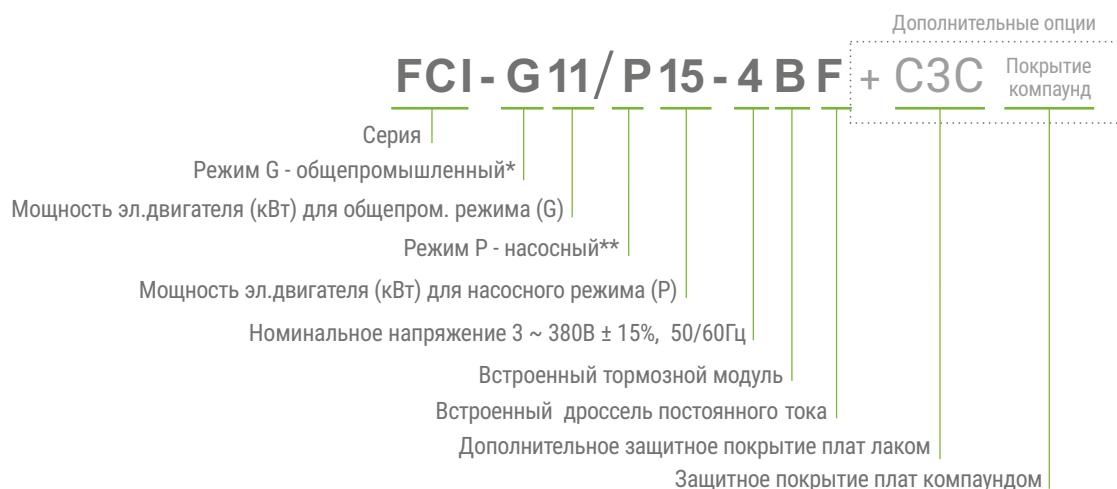 Дополнительные опции
FCI - G 11 / P 15 - 4 B F + C3C Покрытие компаунд
Серия
Режим G - общепромышленный*
Мощность эл.двигателя (кВт) для общепром. режима (G)
Режим P - насосный**
Мощность эл.двигателя (кВт) для насосного режима (P)
Номинальное напряжение 3 ~ 380В ± 15%, 50/60Гц
Встроенный тормозной модуль
Встроенный дроссель постоянного тока
Дополнительное защитное покрытие плат лаком
Защитное покрытие плат компаундом